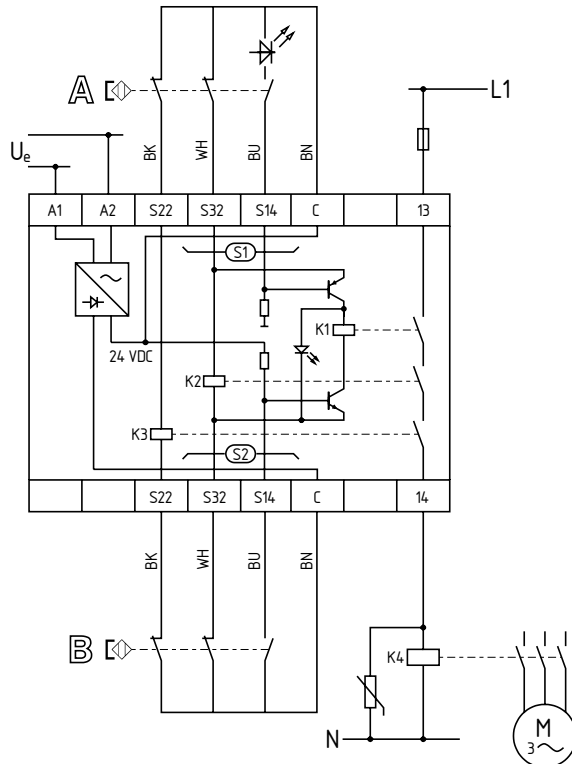 A
L1
BK WH BU BN
Ue
A1 A2 S22 S32 S14 C 13
S1
K1
24 VDC
K2
K3
S2
S22 S32 S14 C 14
BK WH BU BN
B
K4
M
3
N